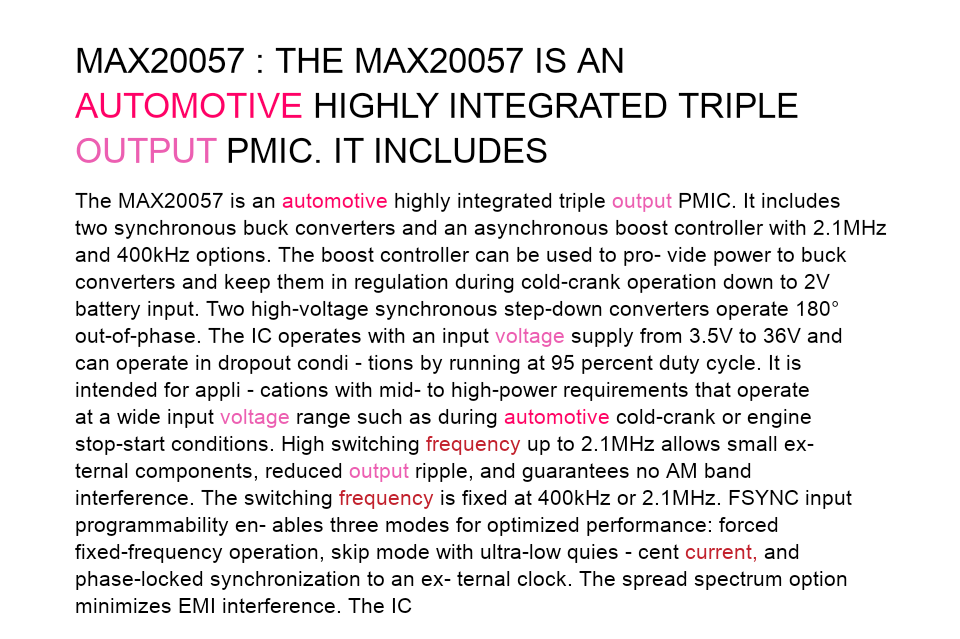 MAX20057 : THE MAX20057 IS AN
AUTOMOTIVE HIGHLY INTEGRATED TRIPLE
OUTPUT PMIC. IT INCLUDES
The MAX20057 is an automotive highly integrated triple output PMIC. It includes
two synchronous buck converters and an asynchronous boost controller with 2.1MHz
and 400kHz options. The boost controller can be used to pro- vide power to buck
converters and keep them in regulation during cold-crank operation down to 2V
battery input. Two high-voltage synchronous step-down converters operate 180°
out-of-phase. The IC operates with an input voltage supply from 3.5V to 36V and
can operate in dropout condi - tions by running at 95 percent duty cycle. It is
intended for appli - cations with mid- to high-power requirements that operate
at a wide input voltage range such as during automotive cold-crank or engine
stop-start conditions. High switching frequency up to 2.1MHz allows small ex-
ternal components, reduced output ripple, and guarantees no AM band
interference. The switching frequency is fixed at 400kHz or 2.1MHz. FSYNC input
programmability en- ables three modes for optimized performance: forced
fixed-frequency operation, skip mode with ultra-low quies - cent current, and
phase-locked synchronization to an ex- ternal clock. The spread spectrum option
minimizes EMI interference. The IC